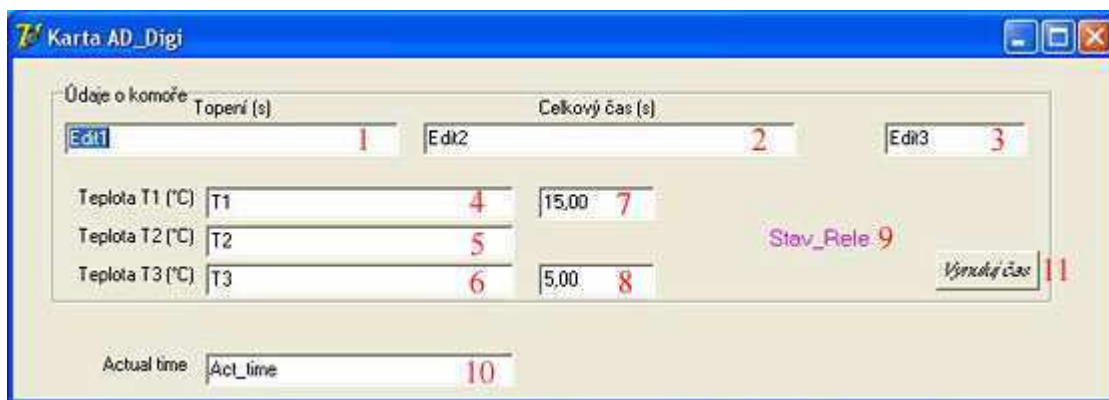 Karta AD_Digi
Údaje o komoře
Topení (s) Celkový čas (s)
Edit1 1 Edit2 2 Edit3 3
Teplota T1 (°C) T1 4 15,00 7
Teplota T2 (°C) T2 5 Stav_Rele 9
Teplota T3 (°C) T3 6 5,00 8
Vynuluj čas 11
Actual time Act_time 10